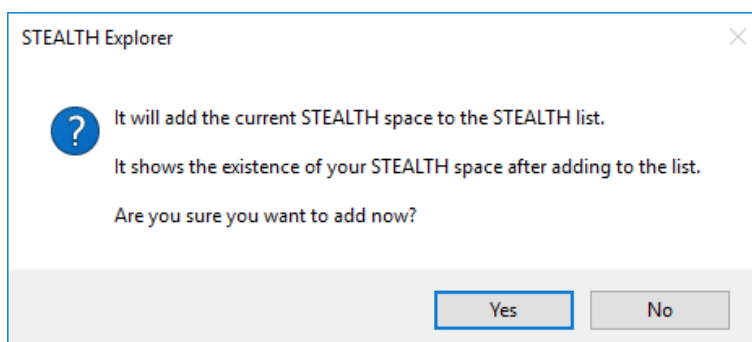 STEALTH Explorer
It will add the current STEALTH space to the STEALTH list.
It shows the existence of your STEALTH space after adding to the list.
Are you sure you want to add now?
Yes
No